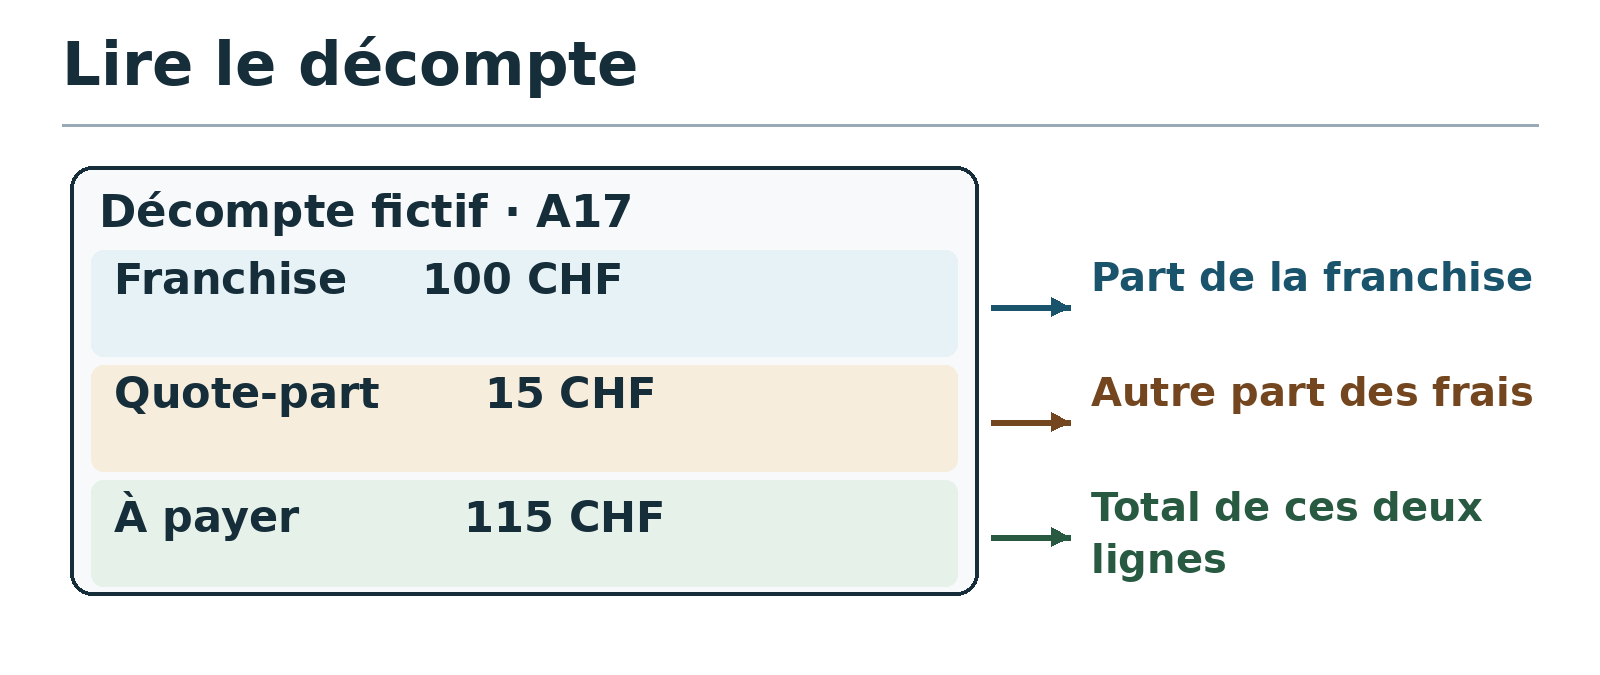 Lire le décompte
Décompte fictif · A17
Franchise 100 CHF
Part de la franchise
Quote-part 15 CHF
Autre part des frais
À payer 115 CHF
Total de ces deux
lignes